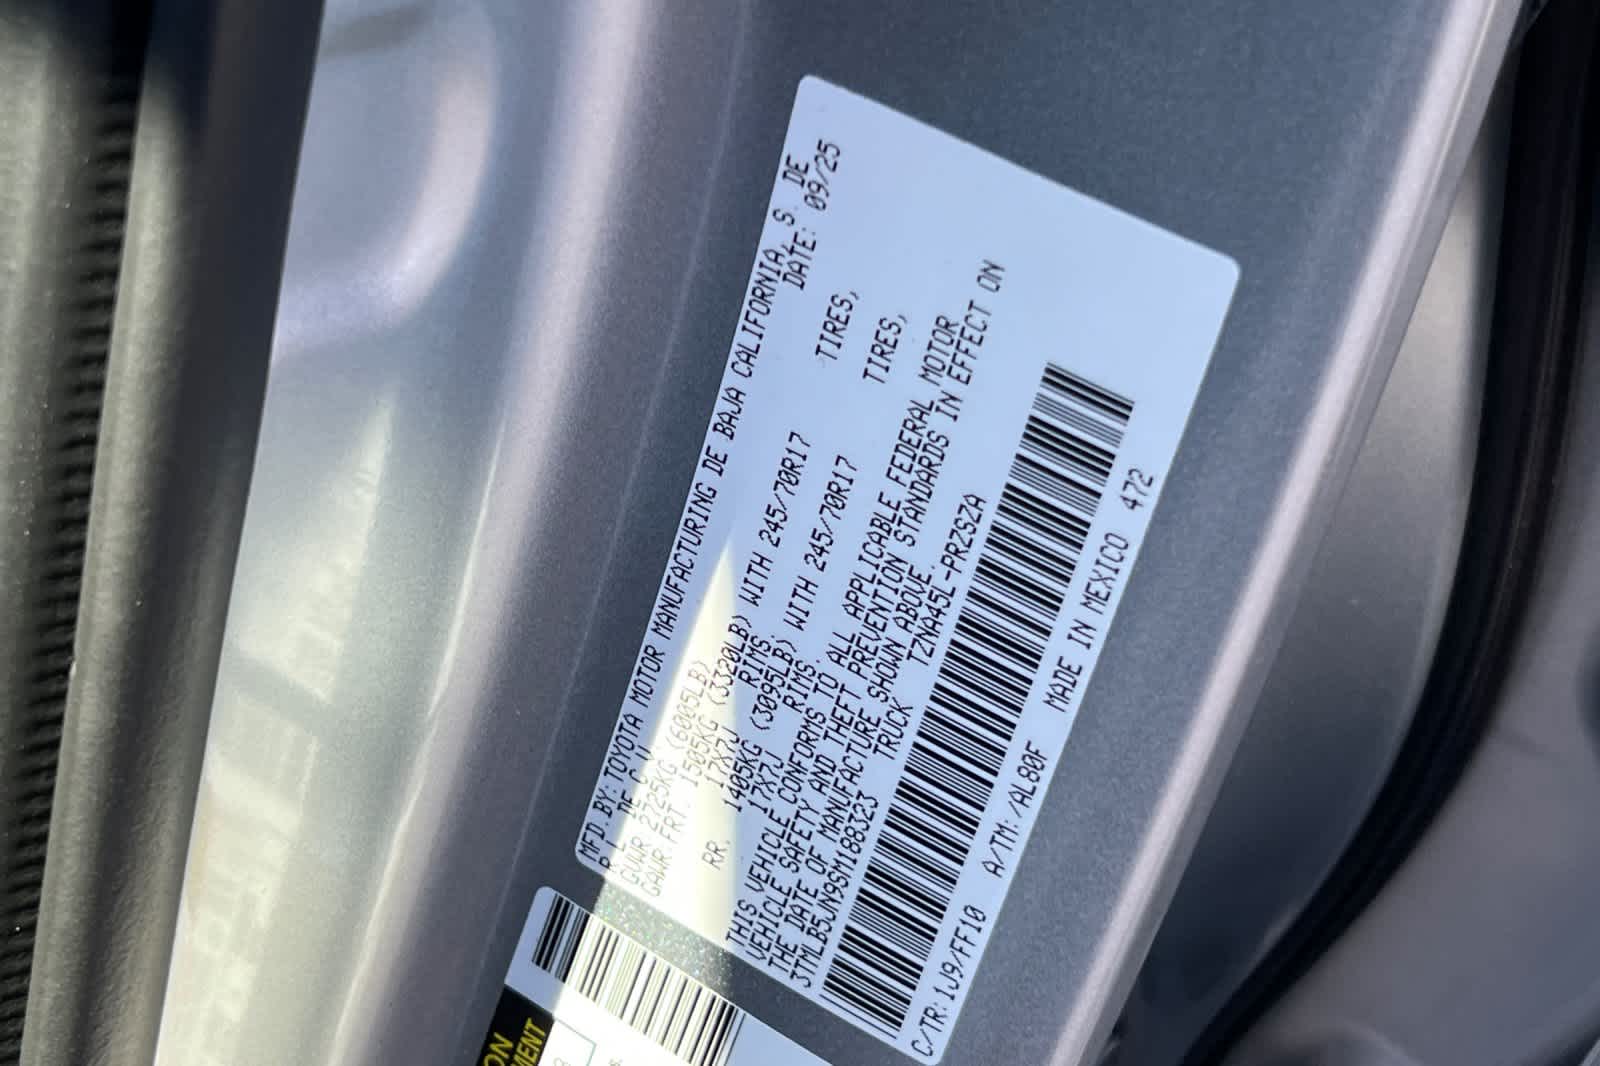 MFD.BY:TOYOTA MOTOR MANUFACTURING DE BAJA CALIFORNIA, S. DE
R.L. DE C.V. DATE: 09/25
GVWR 2725KG (6005LB)
GAWR FRT. 1505KG (3320LB) WITH 245/70R17 TIRES,
17X7J RIMS
RR. 1405KG (3095LB) WITH 245/70R17 TIRES,
17X7J RIMS.
THIS VEHICLE CONFORMS TO ALL APPLICABLE FEDERAL MOTOR
VEHICLE SAFETY AND THEFT PREVENTION STANDARDS IN EFFECT ON
THE DATE OF MANUFACTURE SHOWN ABOVE.
3TMLB5JN9SM188323 TRUCK TZNA45L-PRZSZA
C/TR:1J9/FF10 A/TM:/AL80F MADE IN MEXICO 472